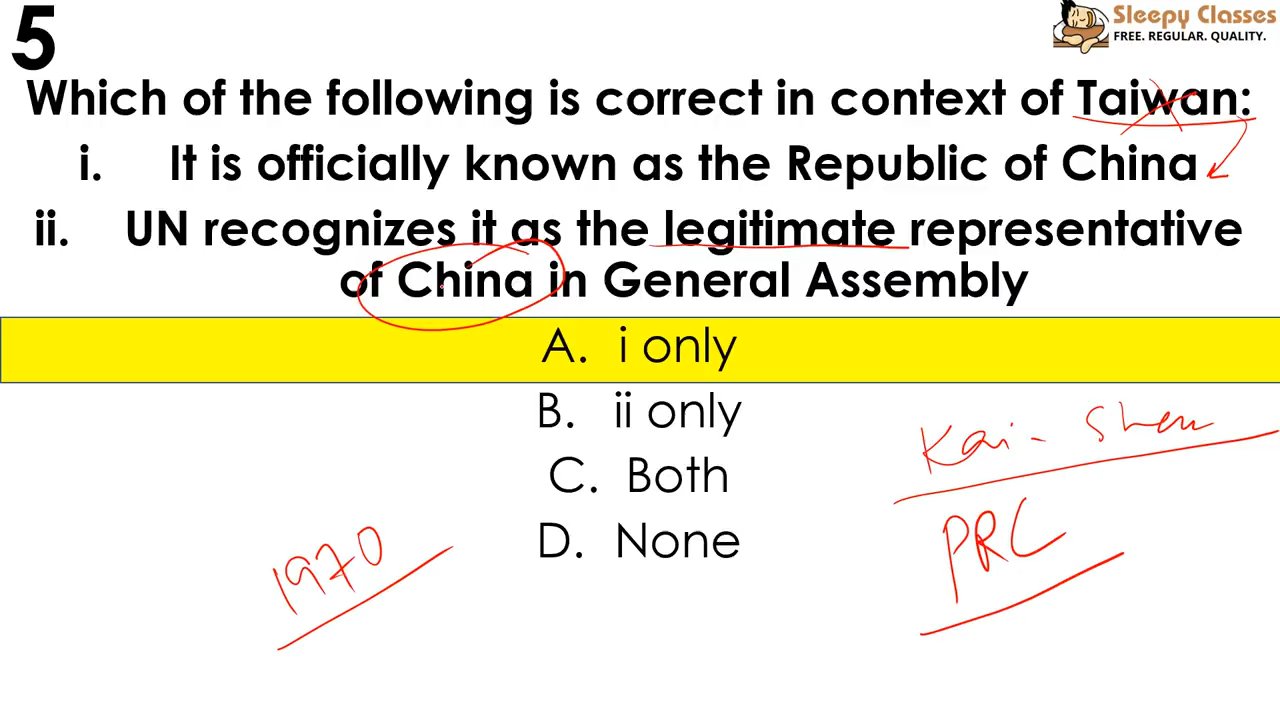 5
Sleepy Classes
FREE. REGULAR. QUALITY.
Which of the following is correct in context of Taiwan:
i. It is officially known as the Republic of China
ii. UN recognizes it as the legitimate representative
of China in General Assembly
A. i only
B. ii only
C. Both
D. None
Kai-
PRC
1970